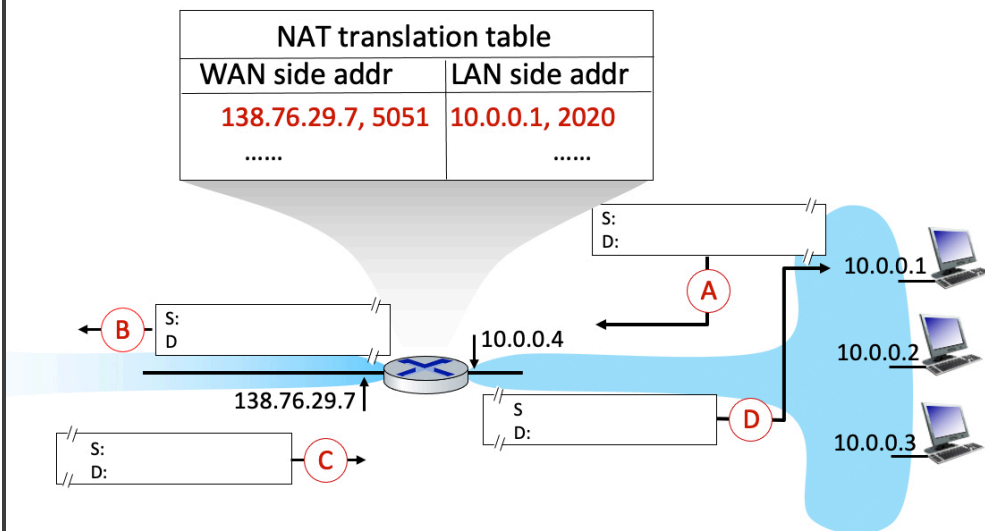 NAT translation table
WAN side addr LAN side addr
138.76.29.7, 5051 10.0.0.1, 2020
...... ......
S:
D:
A
10.0.0.1
B
S:
D
10.0.0.4
10.0.0.2
138.76.29.7
S
D:
D
10.0.0.3
S:
D:
C